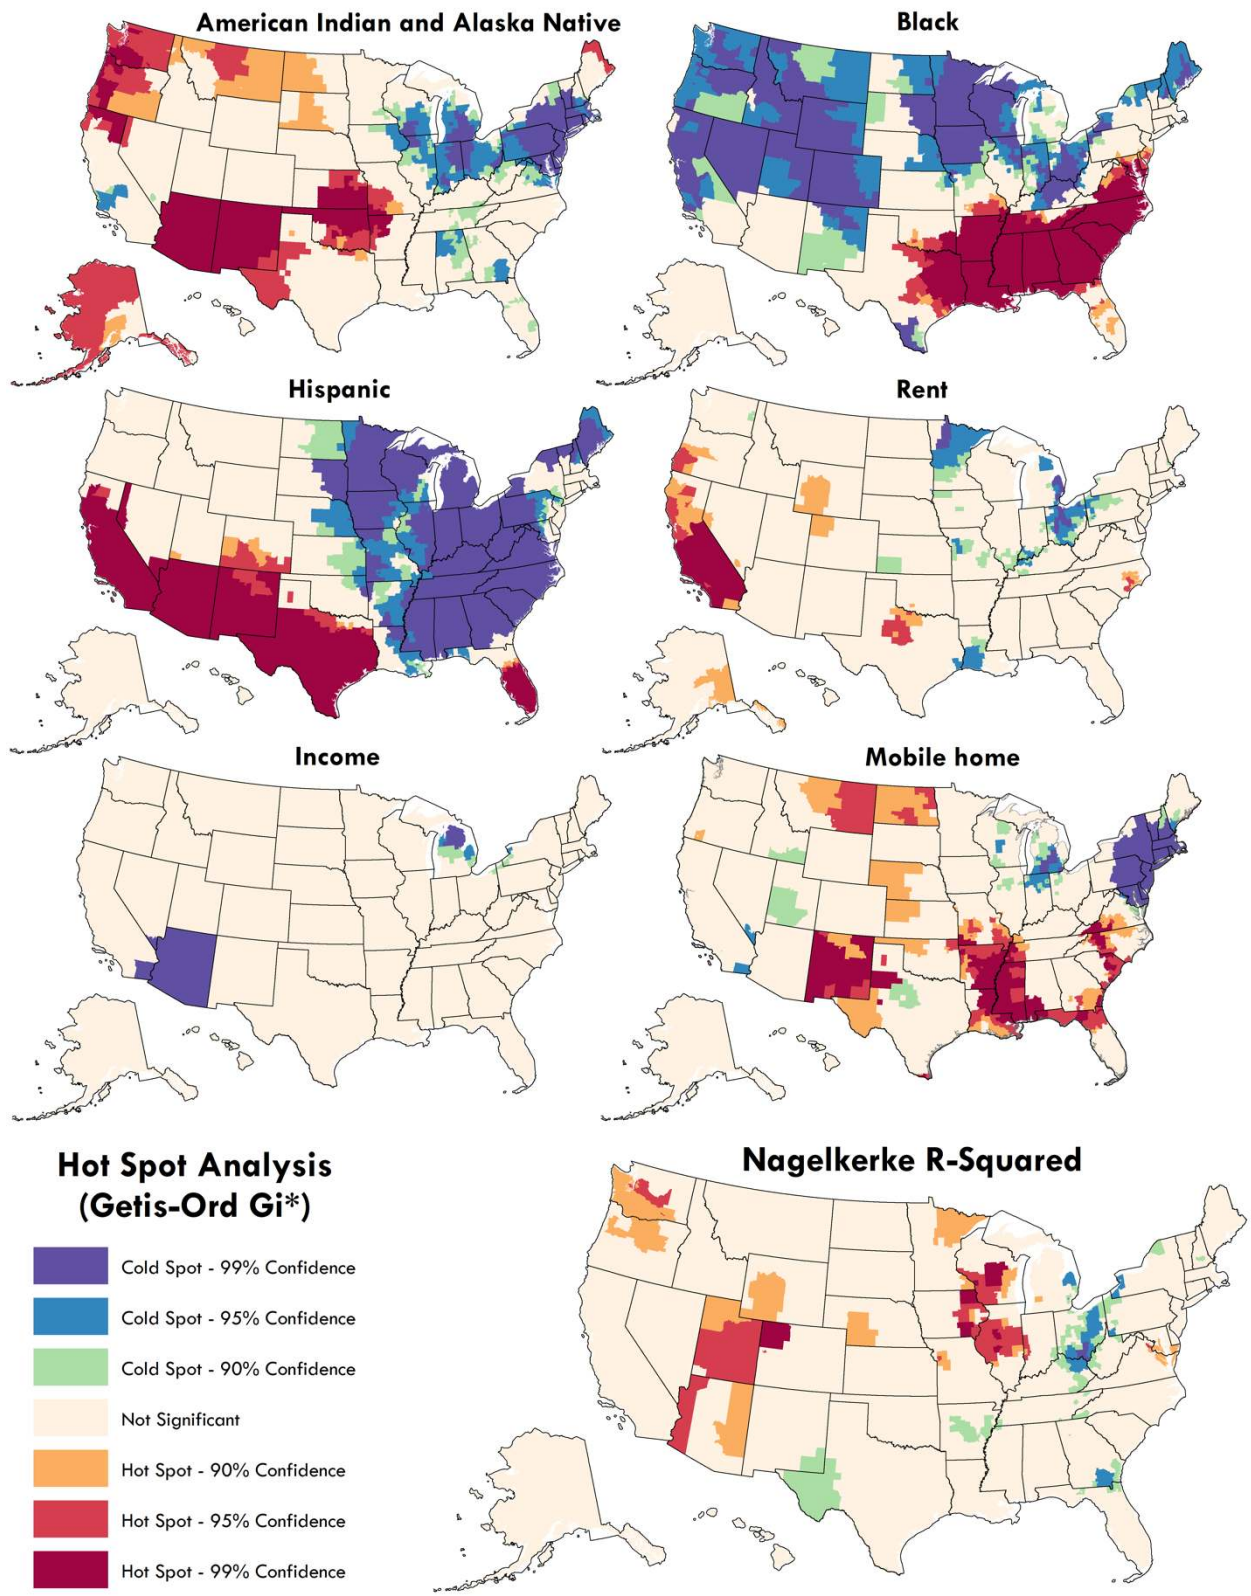 American Indian and Alaska Native
Black
Hispanic
Rent
Income
Mobile home
Hot Spot Analysis
(Getis-Ord Gi*)
Nagelkerke R-Squared
Cold Spot - 99% Confidence
Cold Spot - 95% Confidence
Cold Spot - 90% Confidence
Not Significant
Hot Spot - 90% Confidence
Hot Spot - 95% Confidence
Hot Spot - 99% Confidence